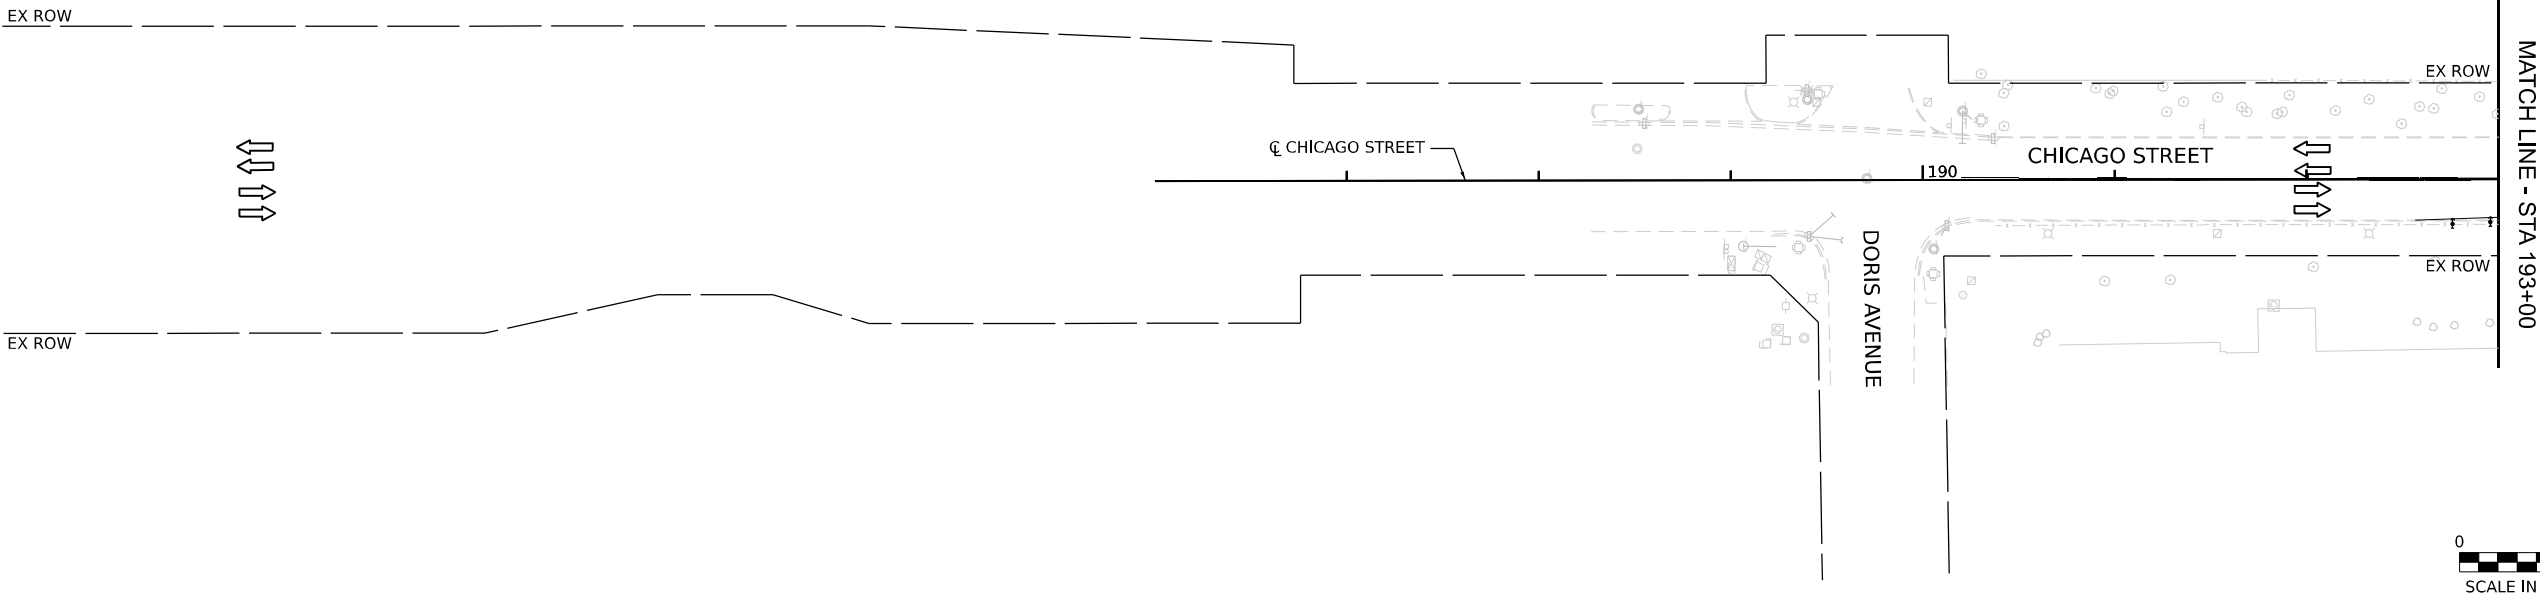 EX ROW
EX ROW
MATCH LINE - STA 193+00
℄ CHICAGO STREET
CHICAGO STREET
190
DORIS AVENUE
EX ROW
EX ROW
0
SCALE IN